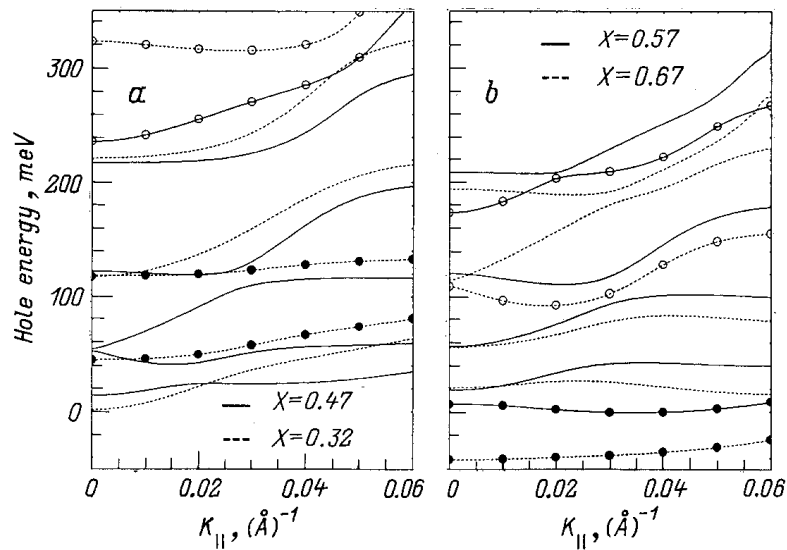 a
b
X=0.57
X=0.67
300
200
100
0
Hole energy, meV
X=0.47
X=0.32
0 0.02 0.04 0.06
0 0.02 0.04 0.06
K||, (Å)⁻¹
K||, (Å)⁻¹